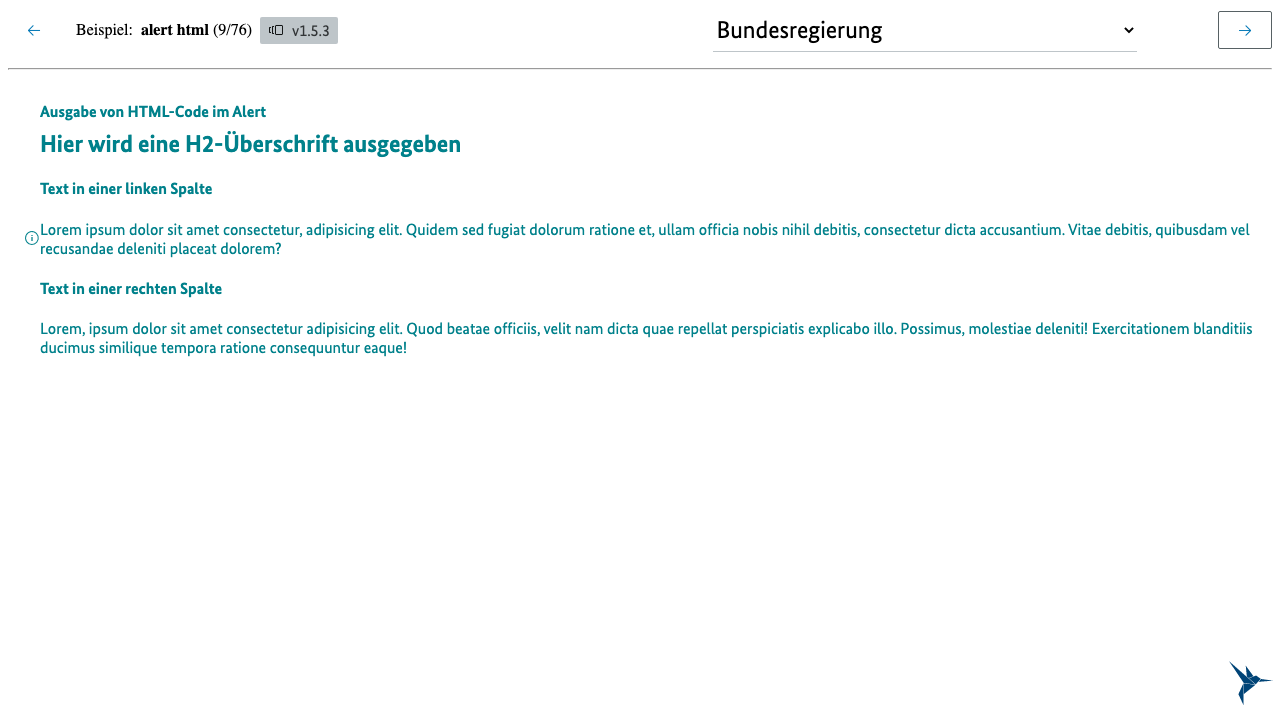 Beispiel: alert html (9/76) v1.5.3 Bundesregierung
Ausgabe von HTML-Code im Alert
Hier wird eine H2-Überschrift ausgegeben
Text in einer linken Spalte
Lorem ipsum dolor sit amet consectetur, adipisicing elit. Quidem sed fugiat dolorum ratione et, ullam officia nobis nihil debitis, consectetur dicta accusantium. Vitae debitis, quibusdam vel
recusandae deleniti placeat dolorem?
Text in einer rechten Spalte
Lorem, ipsum dolor sit amet consectetur adipisicing elit. Quod beatae officiis, velit nam dicta quae repellat perspiciatis explicabo illo. Possimus, molestiae deleniti! Exercitationem blanditiis
ducimus similique tempora ratione consequuntur eaque!